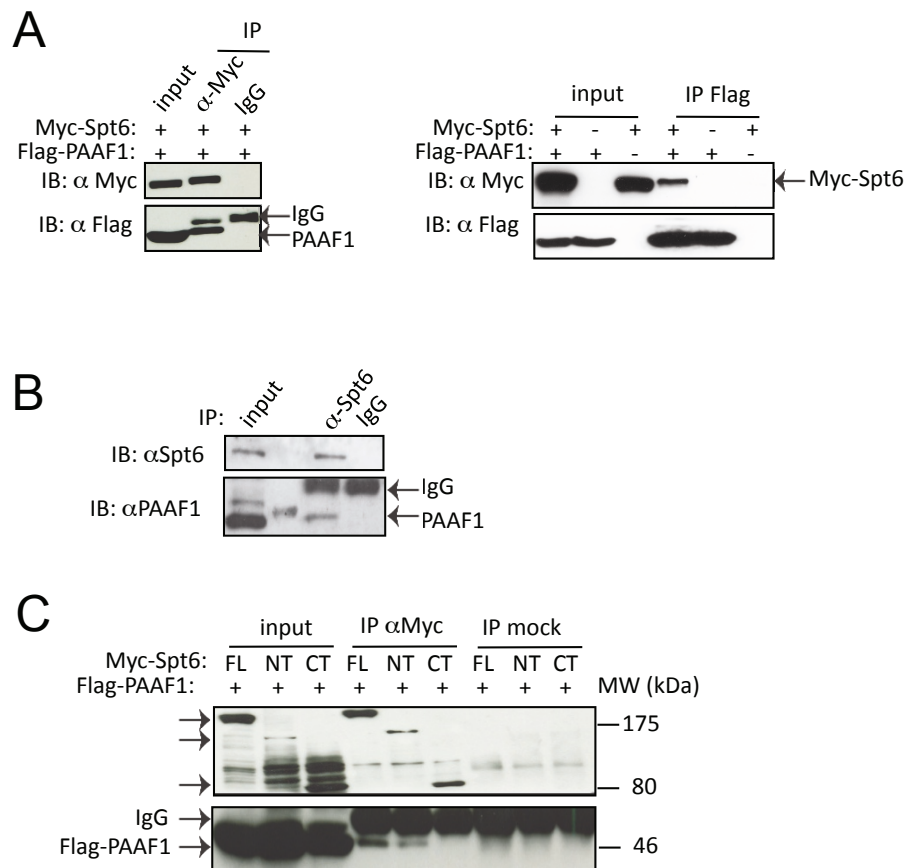 A
IP
input
α-Myc
IgG
Myc-Spt6: + + +
Flag-PAAF1: + + +
IB: α Myc
IB: α Flag
IgG
PAAF1
input IP Flag
Myc-Spt6: + - + + - +
Flag-PAAF1: + + - + + -
IB: α Myc
Myc-Spt6
IB: α Flag
B
IP:
input
α-Spt6
IgG
IB: αSpt6
IB: αPAAF1
IgG
PAAF1
C
input IP αMyc IP mock
Myc-Spt6: FL NT CT FL NT CT FL NT CT
Flag-PAAF1: + + + + + + + + + MW (kDa)
175
80
IgG
Flag-PAAF1
46